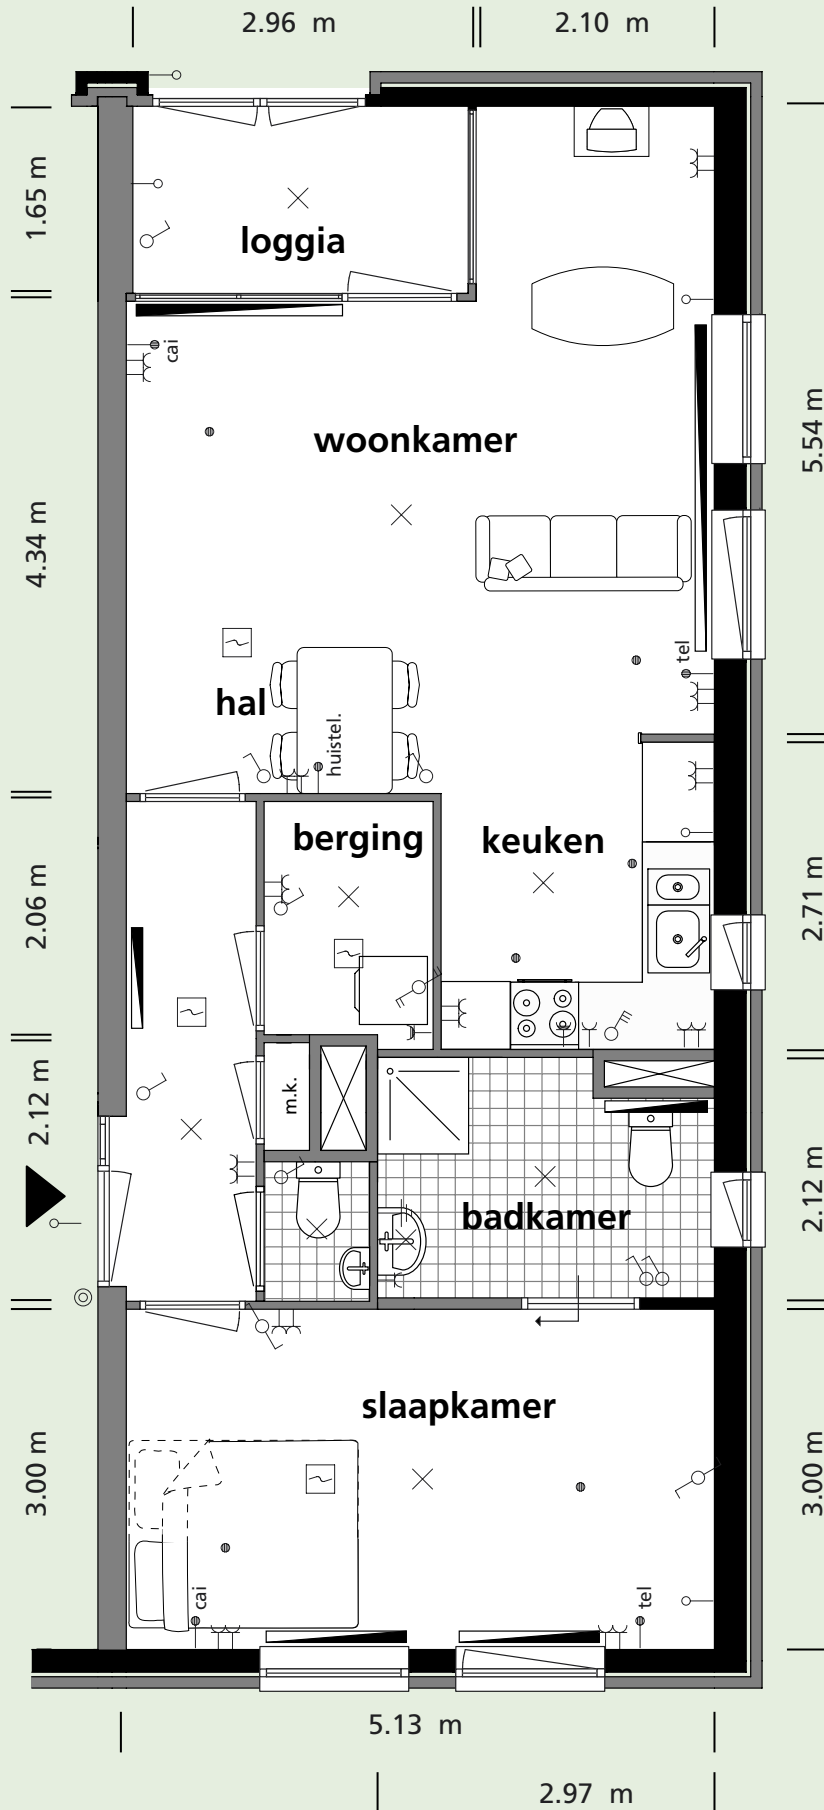 2.96 m
2.10 m
1.65 m
loggia
cai
woonkamer
5.54 m
4.34 m
tel
hal
huistel.
berging
keuken
2.06 m
2.71 m
2.12 m
m.k.
badkamer
2.12 m
slaapkamer
3.00 m
3.00 m
cai
tel
5.13 m
2.97 m